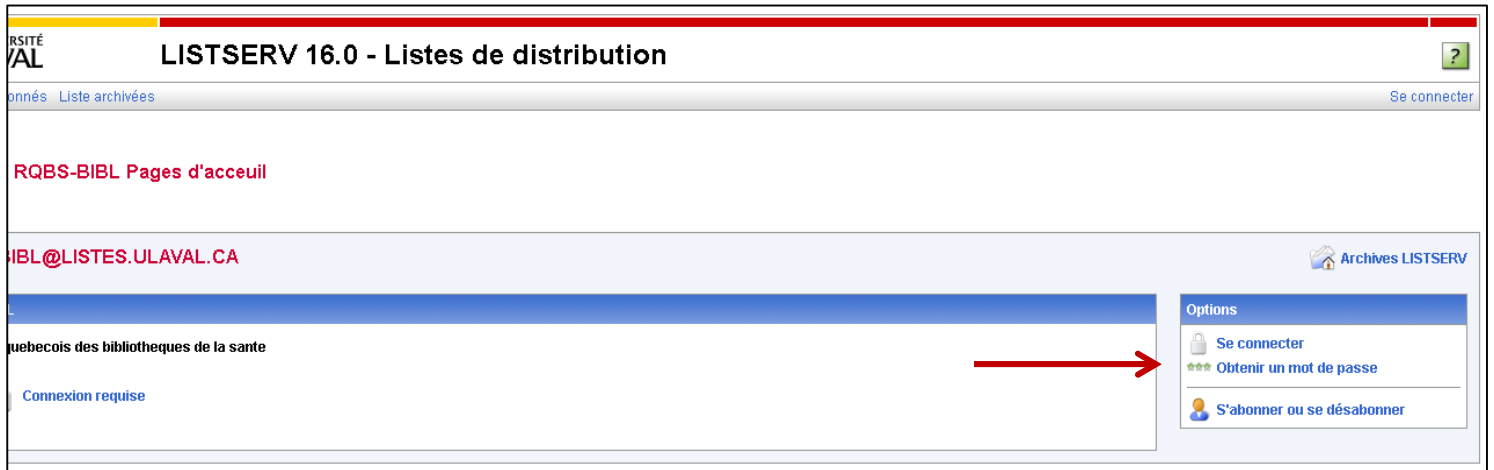 RSITÉ
VAL
LISTSERV 16.0 - Listes de distribution
?
onnés Liste archivées
Se connecter
RQBS-BIBL Pages d'acceuil
IBL@LISTES.ULAVAL.CA
Archives LISTSERV
Options
quebecois des bibliotheques de la sante
Se connecter
*** Obtenir un mot de passe
Connexion requise
S'abonner ou se désabonner